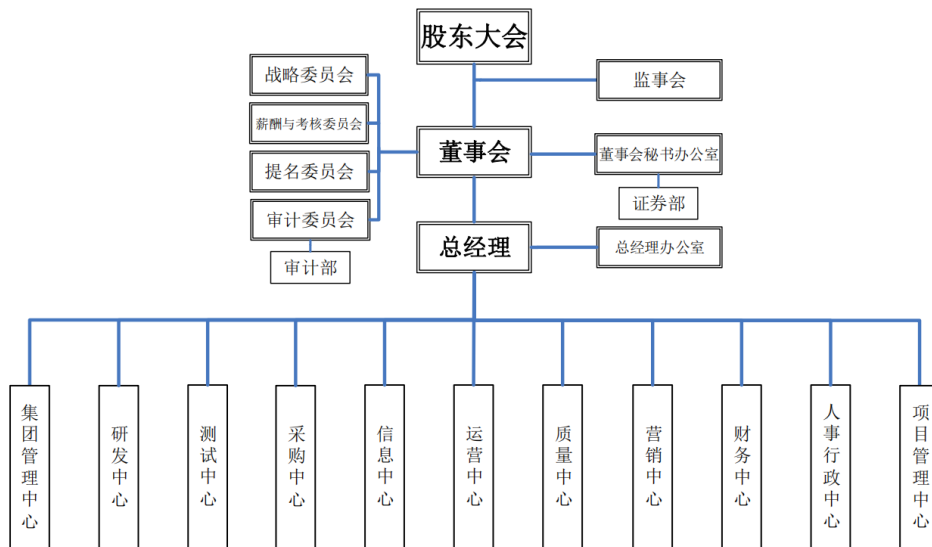 股东大会
战略委员会
监事会
薪酬与考核委员会
董事会
董事会秘书办公室
提名委员会
证券部
审计委员会
总经理
总经理办公室
审计部
集团管理中心
研发中心
测试中心
采购中心
信息中心
运营中心
质量中心
营销中心
财务中心
人事行政中心
项目管理中心